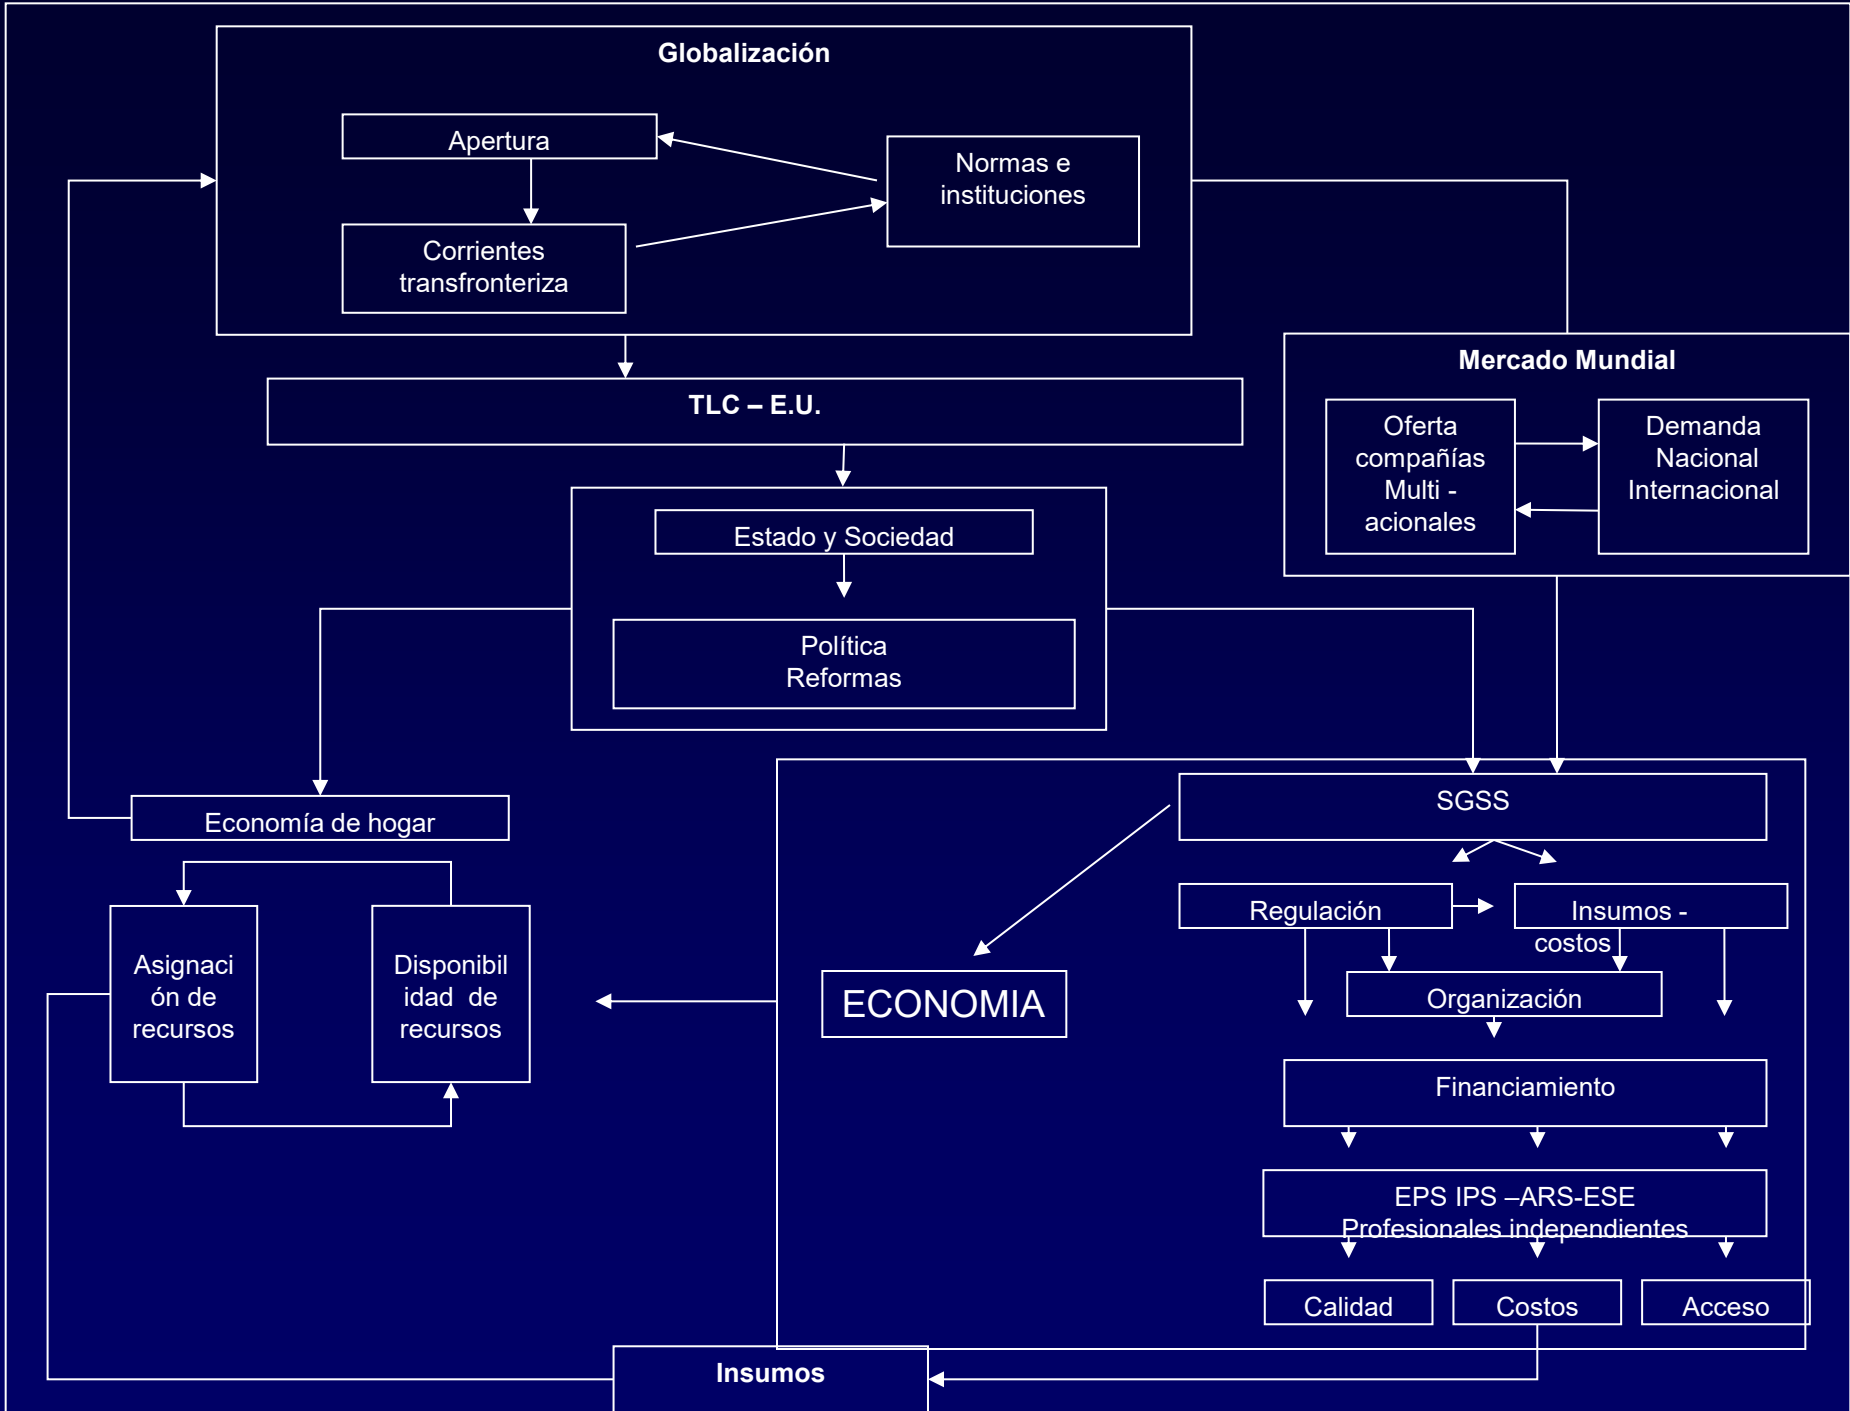 Globalización
Apertura
Normas e
instituciones
Corrientes
transfronteriza
Mercado Mundial
TLC – E.U.
Oferta
compañías
Multi -
acionales
Demanda
Nacional
Internacional
Estado y Sociedad
Política
Reformas
SGSS
Economía de hogar
Regulación
Insumos -
costos
Asignaci
ón de
recursos
Disponibil
idad de
recursos
ECONOMIA
Organización
Financiamiento
EPS IPS –ARS-ESE
Profesionales independientes
Calidad
Costos
Acceso
Insumos